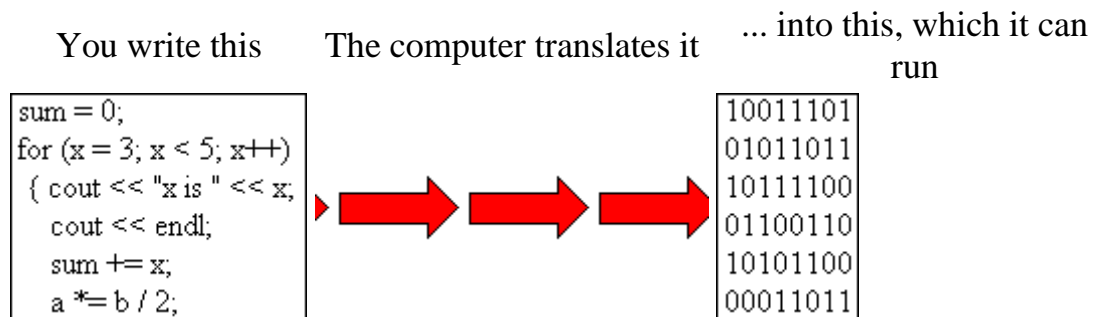 You write this
The computer translates it
... into this, which it can
run
sum = 0;
for (x = 3; x < 5; x++)
{ cout << "x is " << x;
cout << endl;
sum += x;
a *= b / 2;
10011101
01011011
10111100
01100110
10101100
00011011